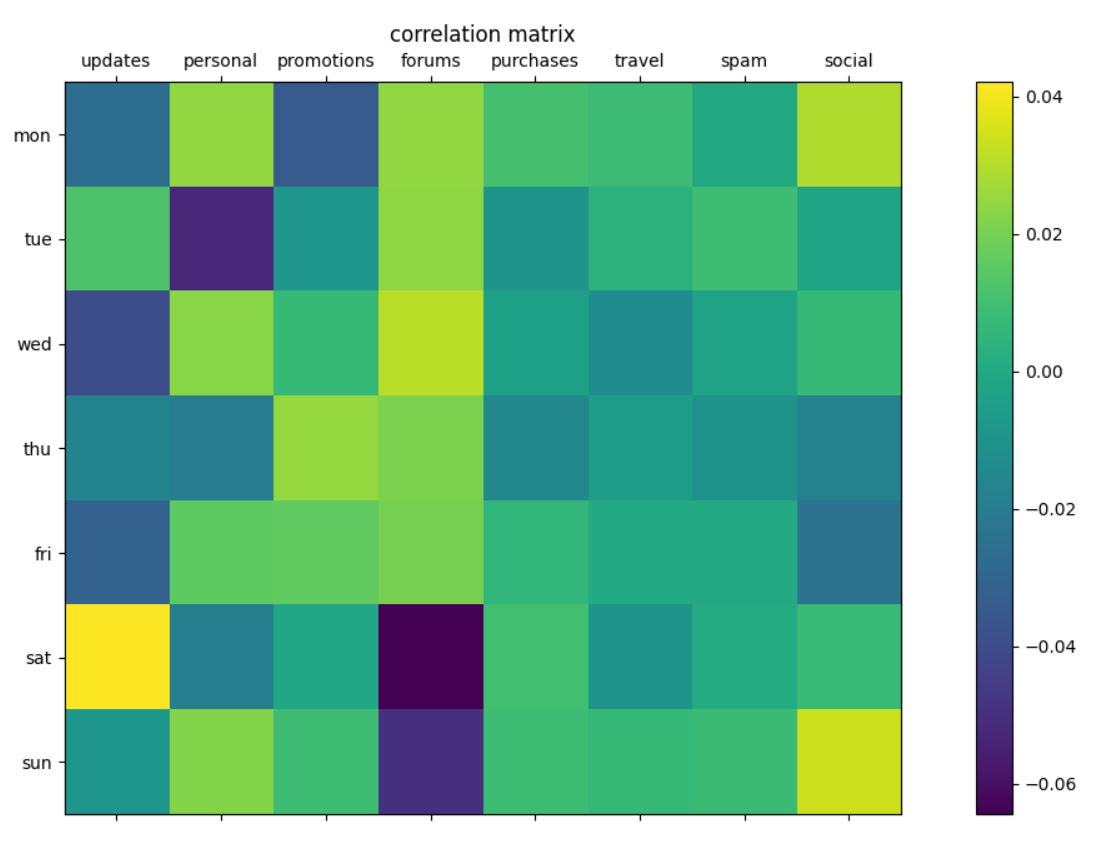 correlation matrix
updates personal promotions forums purchases travel spam social
mon
tue
wed
thu
fri
sat
sun
0.04
0.02
0.00
−0.02
−0.04
−0.06